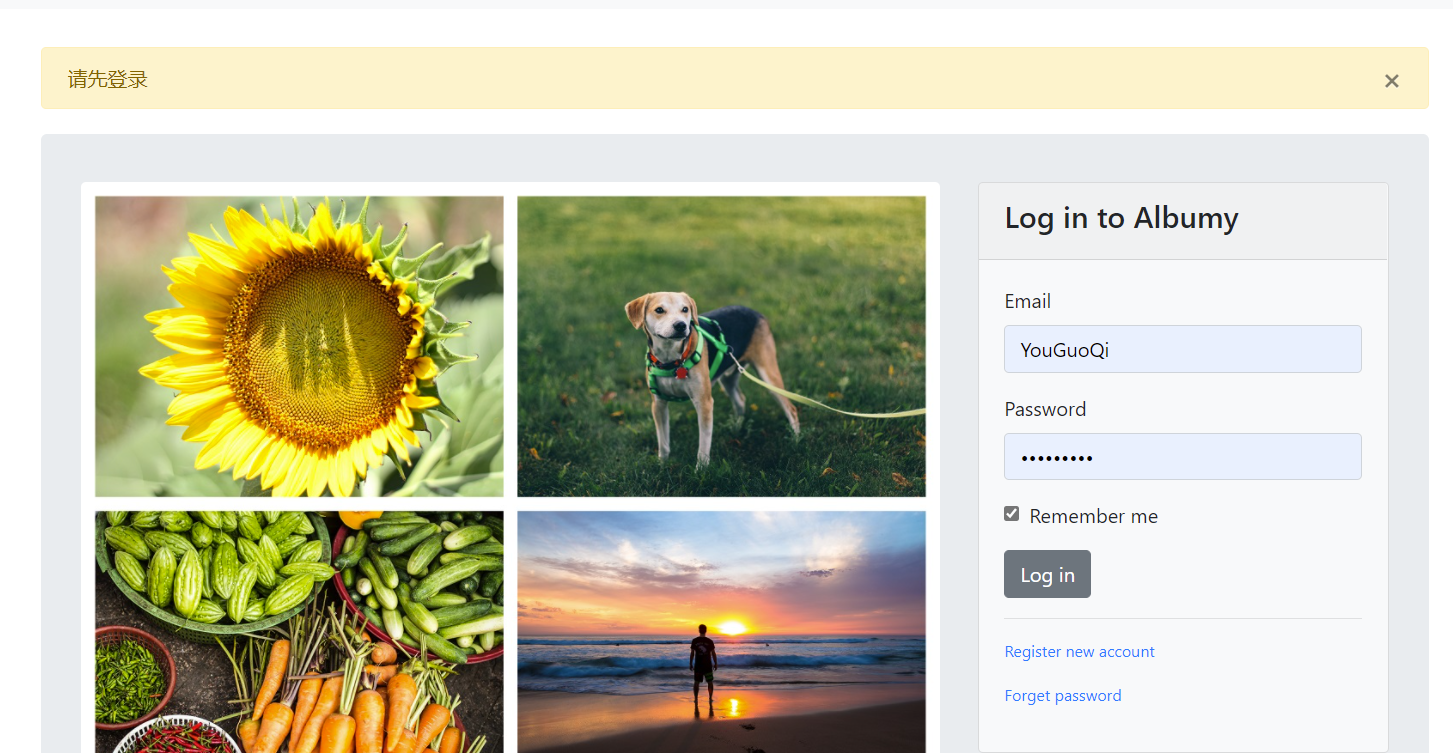 请先登录
×
Log in to Albumy
Email
YouGuoQi
Password
•••••••••
Remember me
Log in
Register new account
Forget password